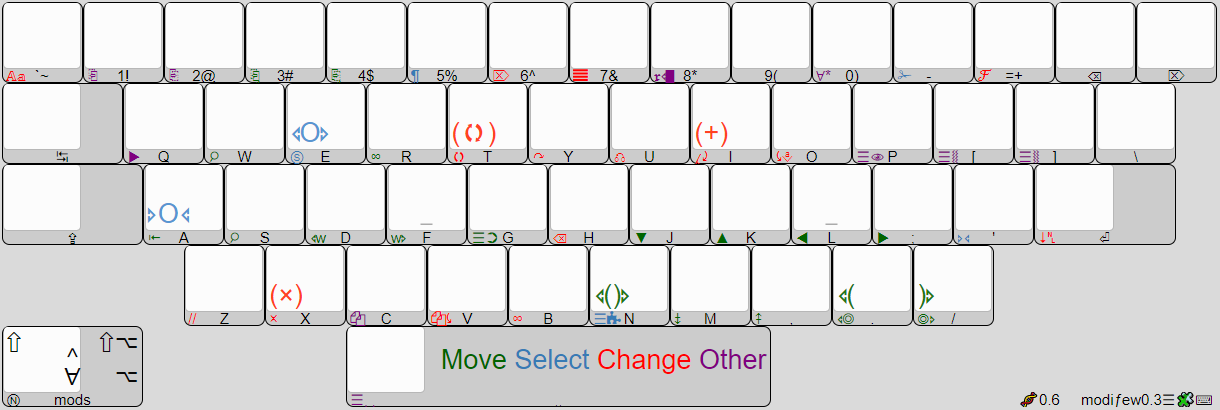 Aa `~ 1! 2@ 3# 4$ ¶ 5% ⌦ 6^ 7& 8* 9( ∀* 0) - ℱ =+ ⌫ ⌦
◃O▹ (🗘) (+)
↹ Q W Ⓢ E ∞ R T Y U I O P [ ] \
▹O◃ _ _
⇪ ⇤ A S ◃w D w▹ F G ⌫ H ▼ J ▲ K ◀ L ▶ : ' N L ⏎
(×) ◃()▹ ◃( )▹
// Z × X C V ∞ B N ‡ M ‡ . ◃◎ . ◎▹ /
⇧ ⇧⌥
^ Move Select Change Other
∀ ⌥
Ⓝ mods ☰ 0.6 modifew0.3☰